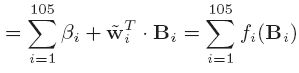 = \sum_{i=1}^{105} \beta_i + \tilde{\mathbf{w}}_i^T \cdot \mathbf{B}_i = \sum_{i=1}^{105} f_i(\mathbf{B}_i)